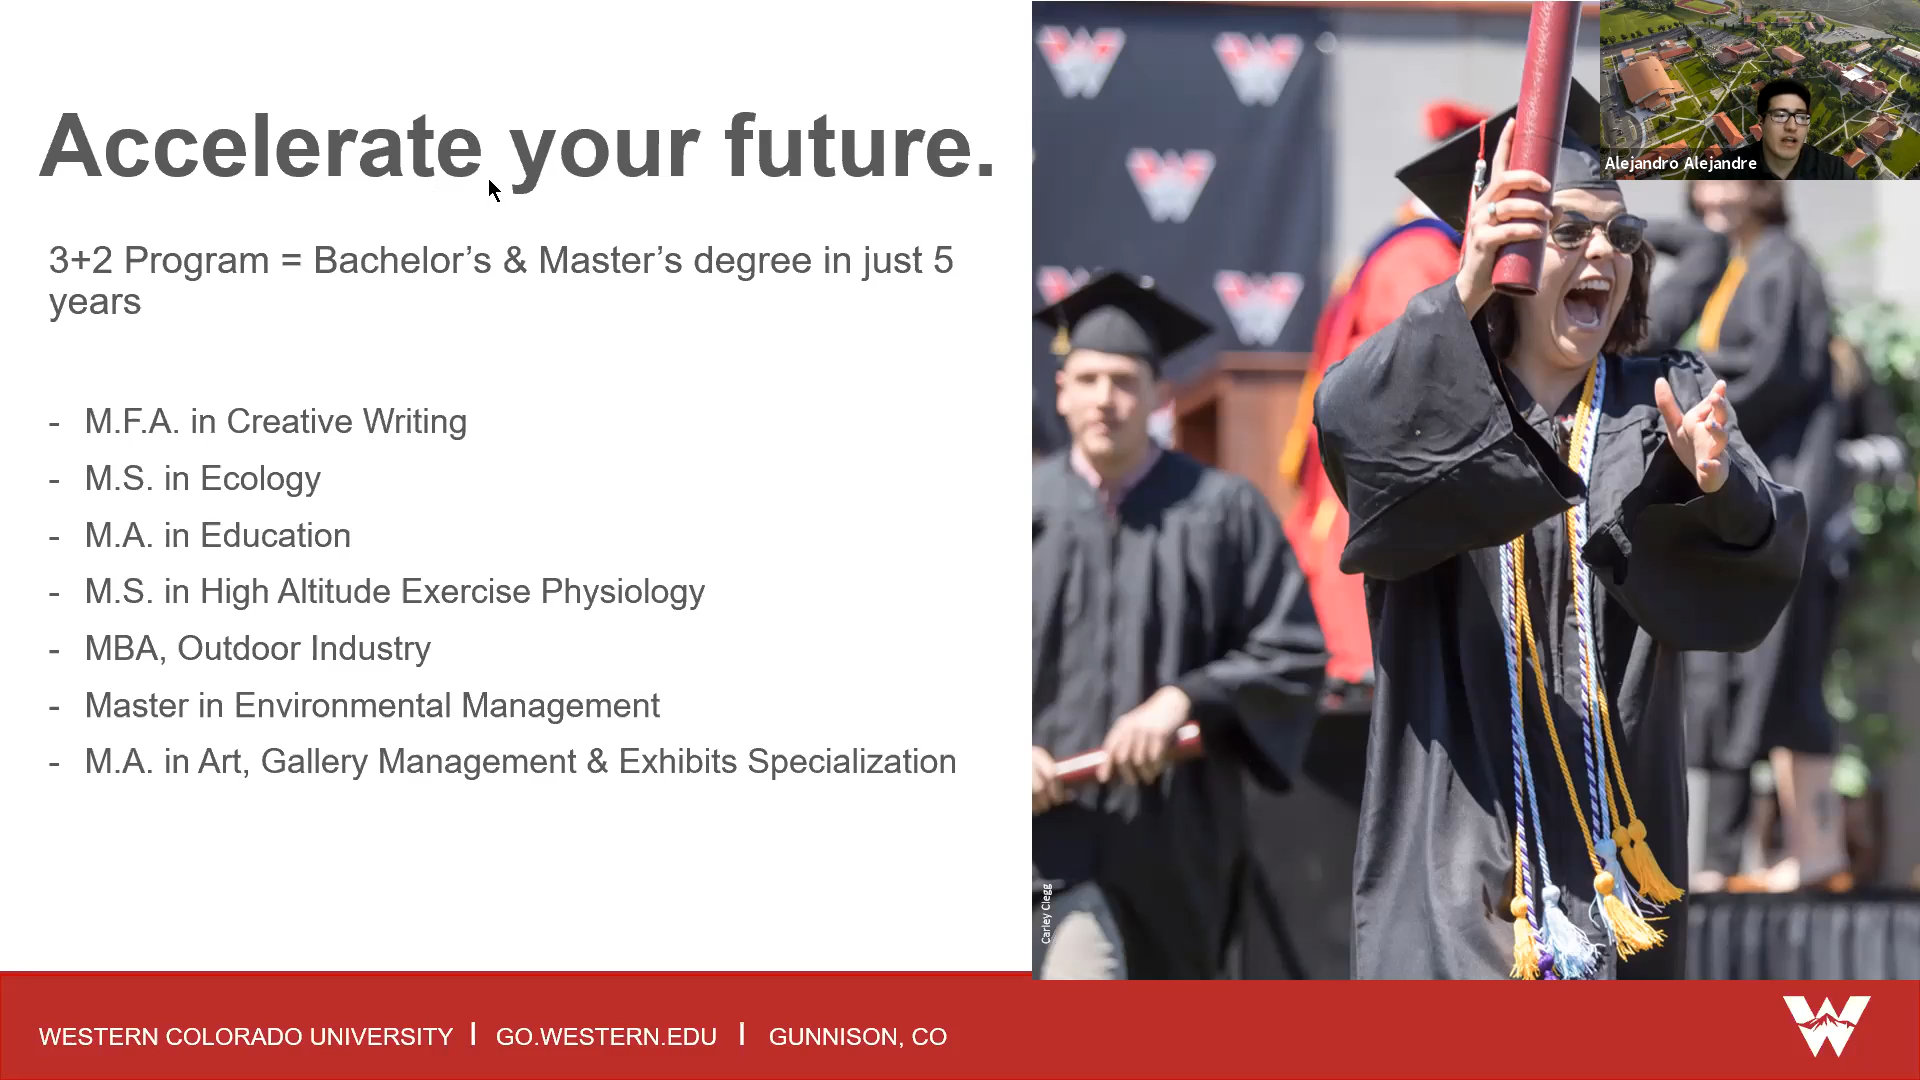 Accelerate your future.
3+2 Program = Bachelor’s & Master’s degree in just 5
years
- M.F.A. in Creative Writing
- M.S. in Ecology
- M.A. in Education
- M.S. in High Altitude Exercise Physiology
- MBA, Outdoor Industry
- Master in Environmental Management
- M.A. in Art, Gallery Management & Exhibits Specialization
Alejandro Alejandre
Carley Clegg
WESTERN COLORADO UNIVERSITY | GO.WESTERN.EDU | GUNNISON, CO